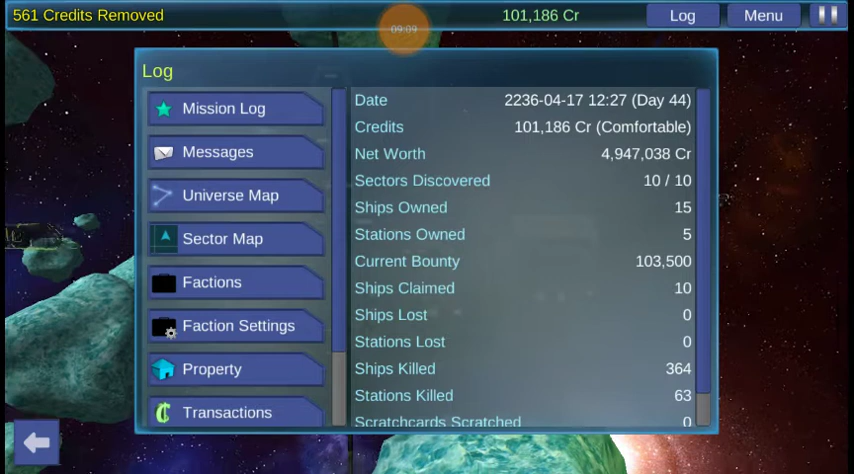 561 Credits Removed
101,186 Cr
Log
Menu
09:09
Log
Mission Log
Messages
Universe Map
Sector Map
Factions
Faction Settings
Property
Transactions
Date 2236-04-17 12:27 (Day 44)
Credits 101,186 Cr (Comfortable)
Net Worth 4,947,038 Cr
Sectors Discovered 10 / 10
Ships Owned 15
Stations Owned 5
Current Bounty 103,500
Ships Claimed 10
Ships Lost 0
Stations Lost 0
Ships Killed 364
Stations Killed 63
Scratchcards Scratched 0